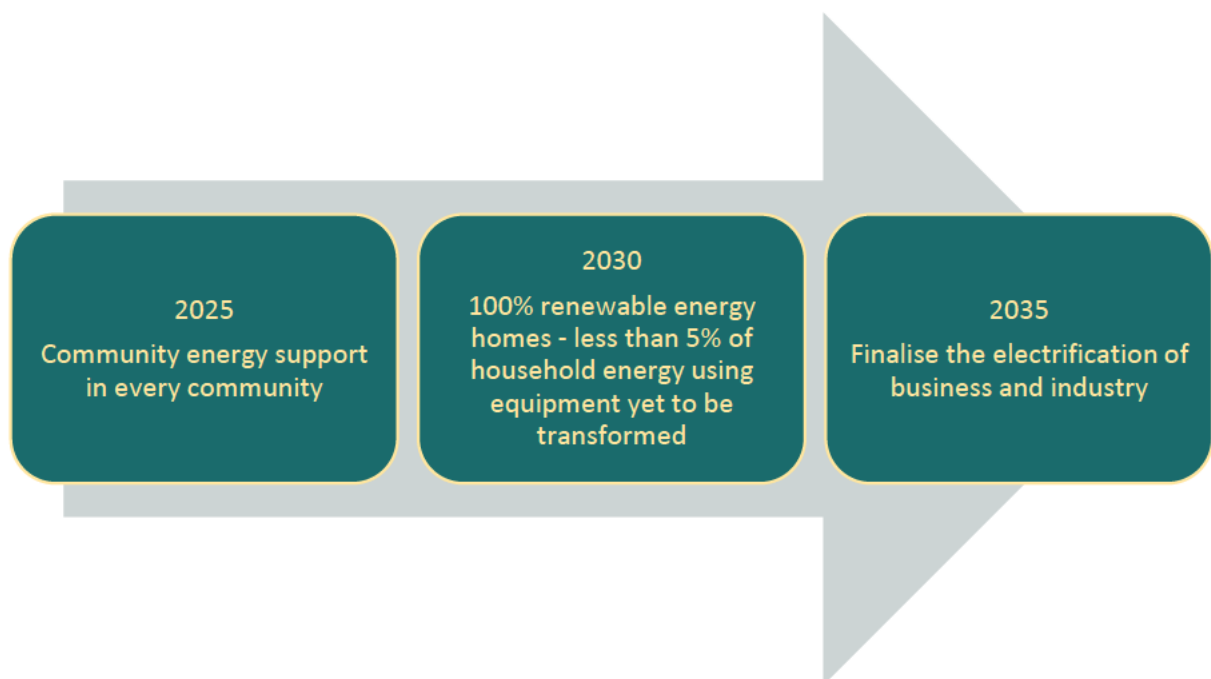 2025
Community energy support
in every community
2030
100% renewable energy
homes - less than 5% of
household energy using
equipment yet to be
transformed
2035
Finalise the electrification of
business and industry